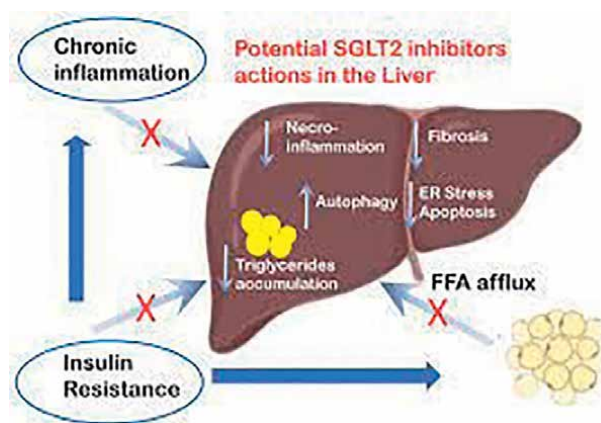 Chronic
inflammation
Potential SGLT2 inhibitors
actions in the Liver
Necro-
inflammation
Fibrosis
Autophagy
ER Stress
Apoptosis
Triglycerides
accumulation
FFA afflux
Insulin
Resistance